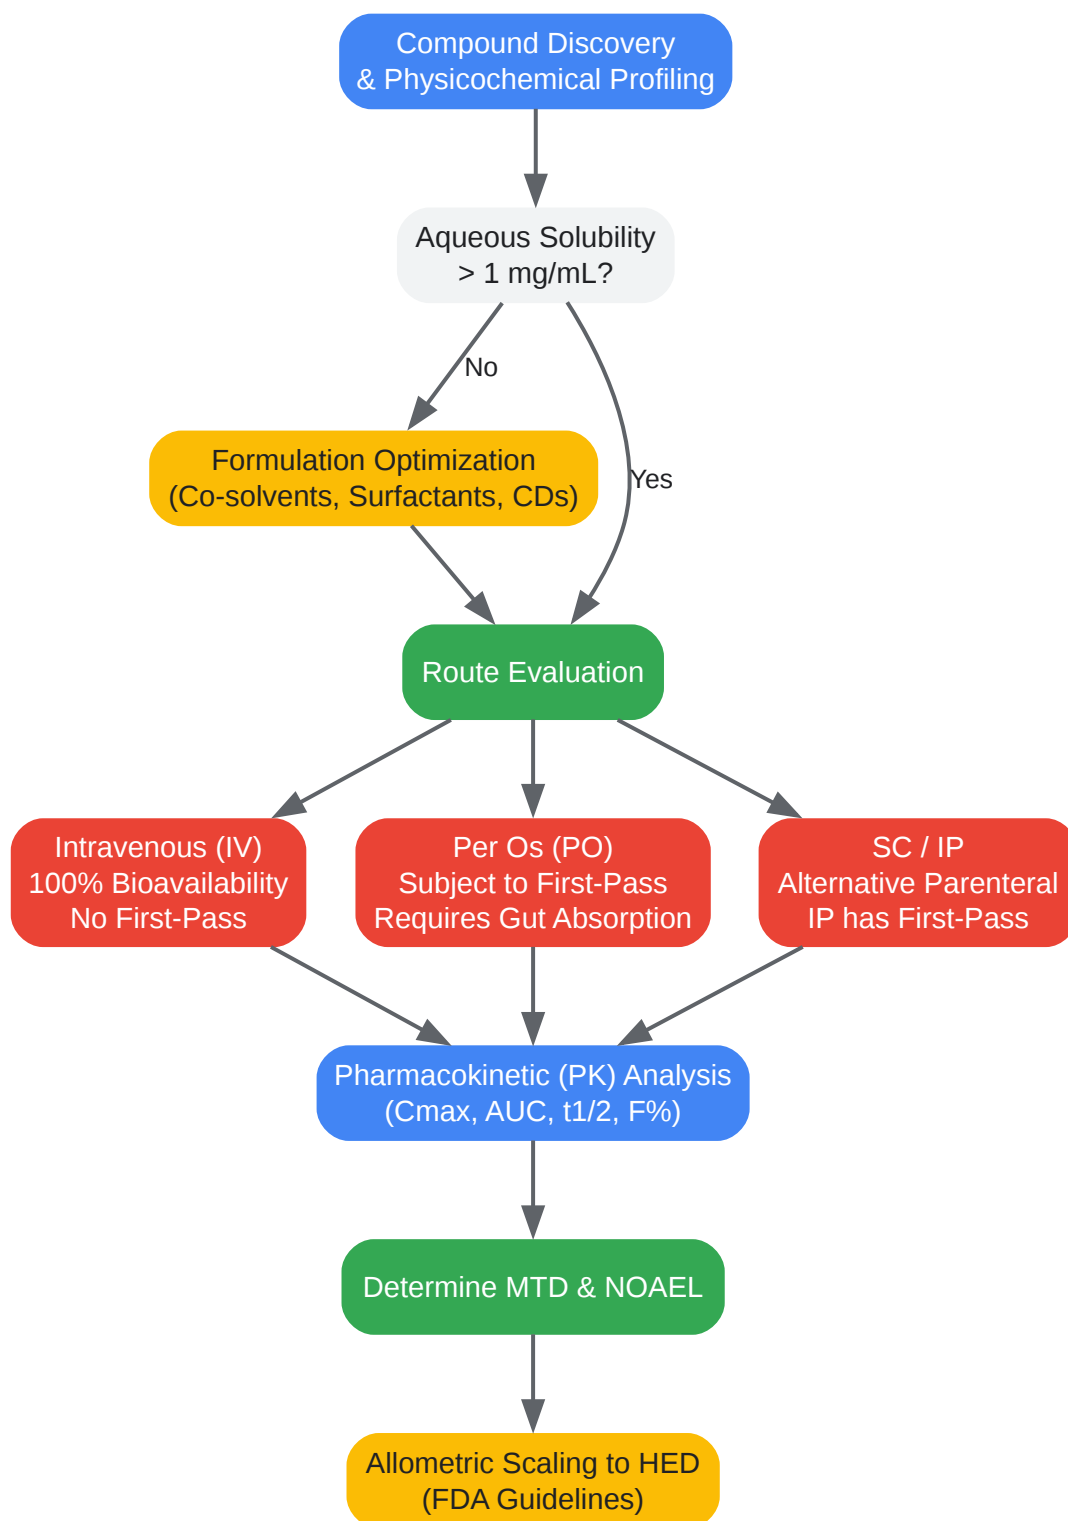 Compound Discovery
& Physicochemical Profiling
Aqueous Solubility
> 1 mg/mL?
No
Formulation Optimization
(Co-solvents, Surfactants, CDs)
Yes
Route Evaluation
Intravenous (IV)
100% Bioavailability
No First-Pass
Per Os (PO)
Subject to First-Pass
Requires Gut Absorption
SC / IP
Alternative Parenteral
IP has First-Pass
Pharmacokinetic (PK) Analysis
(Cmax, AUC, t1/2, F%)
Determine MTD & NOAEL
Allometric Scaling to HED
(FDA Guidelines)